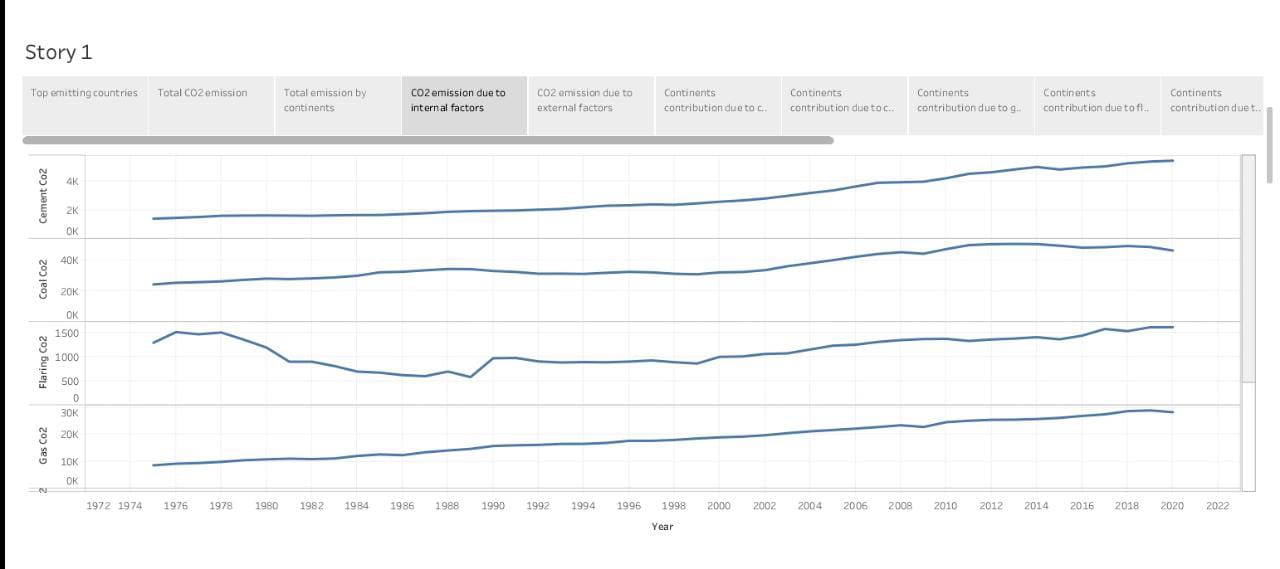 Story 1
Top emitting countries
Total CO2 emission
Total emission by
continents
CO2 emission due to
internal factors
CO2 emission due to
external factors
Continents
contribution due to c..
Continents
contribution due to c...
Continents
contribution due to g..
Continents
contribution due to fl..
Continents
contribution due t..
Cement Co2
4K
2K
0K
Coal Co2
40K
20K
0K
Flaring Co2
1500
1000
500
0
Gas Co2
30K
20K
10K
0K
2
1972 1974 1976 1978 1980 1982 1984 1986 1988 1990 1992 1994 1996 1998 2000 2002 2004 2006 2008 2010 2012 2014 2016 2018 2020 2022
Year